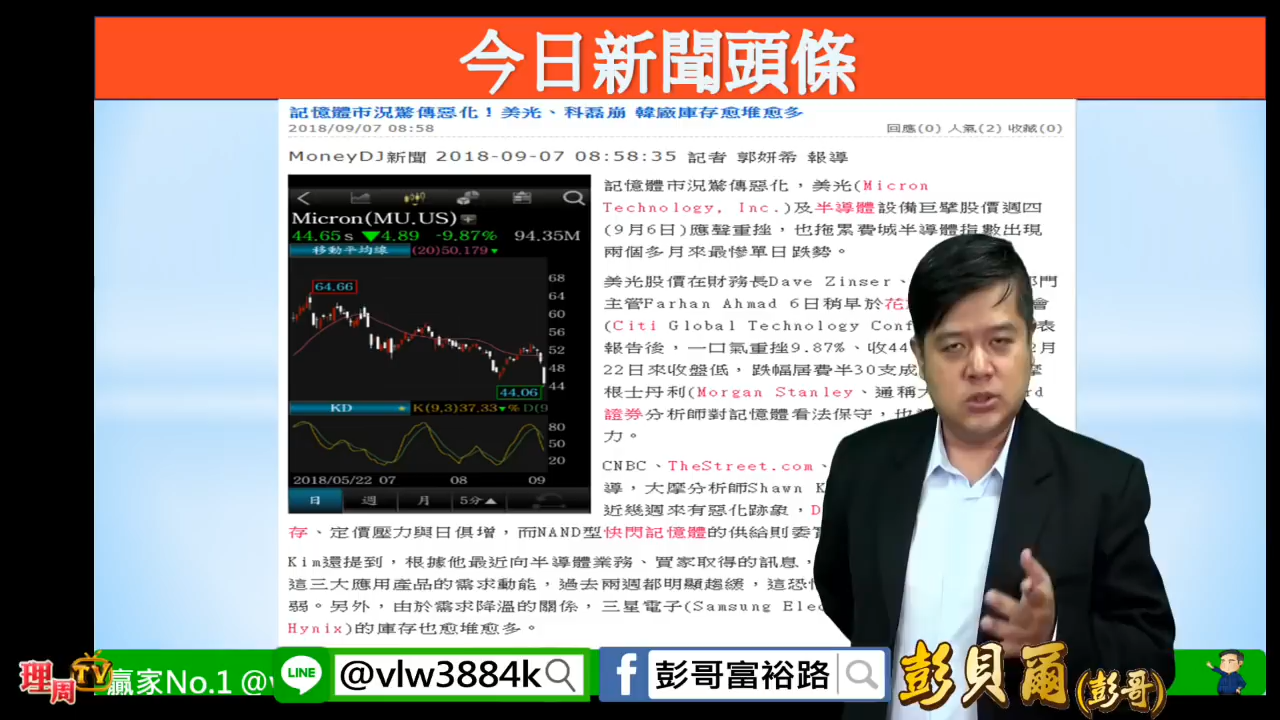 今日新聞頭條
記憶體市況驚傳惡化！美光、科磊崩 韓廠庫存愈堆愈多
2018/09/07 08:58
回應(0) 人氣(2) 收藏(0)
MoneyDJ新聞 2018-09-07 08:58:35 記者 郭妍希 報導
Micron(MU.US)
44.65s ▼4.89 -9.87% 94.35M
移動平均線 (20)50.179▼
64.66
68
64
60
56
52
48
44
44.06
KD K(9,3)37.33▼% D(9
80
50
20
2018/05/22 07 08 09
日 週 月 5分▲
記憶體市況驚傳惡化，美光(Micron
Technology, Inc.)及半導體設備巨擘股價週四
(9月6日)應聲重挫，也拖累費城半導體指數出現
兩個多月來最慘單日跌勢。
美光股價在財務長Dave Zinser、
主管Farhan Ahmad 6日稍早於花
(Citi Global Technology Conf
報告後，一口氣重挫9.87%、收44
22日來收盤低，跌幅居費半30支成
根士丹利(Morgan Stanley、通稱
證券分析師對記憶體看法保守，也
力。
CNBC、TheStreet.com、
導，大摩分析師Shawn K
近幾週來有惡化跡象，D
存、定價壓力與日俱增，而NAND型快閃記憶體的供給則委
Kim還提到，根據他最近向半導體業務、買家取得的訊息，
這三大應用產品的需求動能，過去兩週都明顯趨緩，這恐
弱。另外，由於需求降溫的關係，三星電子(Samsung Elec
Hynix)的庫存也愈堆愈多。
理周TV
贏家No.1 @v
LINE @vlw3884k
f 彭哥富裕路
彭貝爾(彭哥)